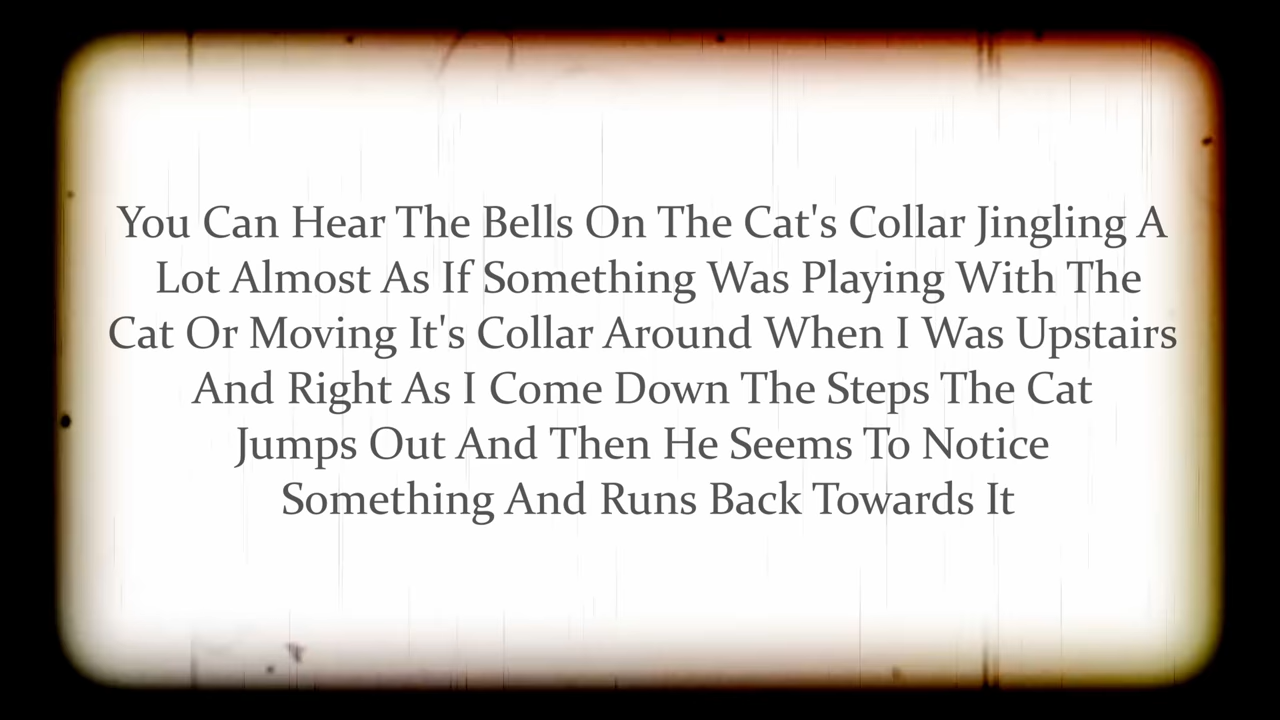 You Can Hear The Bells On The Cat's Collar Jingling A
Lot Almost As If Something Was Playing With The
Cat Or Moving It's Collar Around When I Was Upstairs
And Right As I Come Down The Steps The Cat
Jumps Out And Then He Seems To Notice
Something And Runs Back Towards It